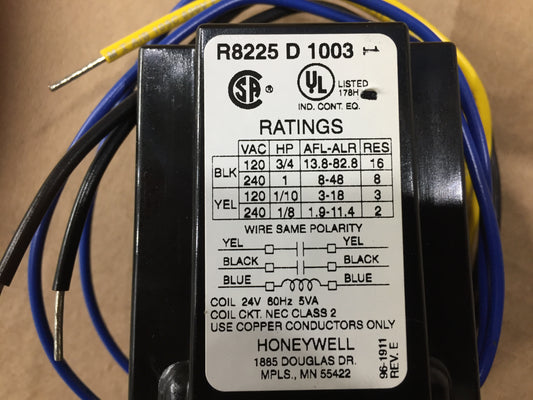 R8225 D 1003 1
SA
UL LISTED
178H
IND. CONT. EQ.
RATINGS
VAC HP AFL-ALR RES
BLK 120 3/4 13.8-82.8 16
240 1 8-48 8
YEL 120 1/10 3-18 3
240 1/8 1.9-11.4 2
WIRE SAME POLARITY
YEL YEL
BLACK BLACK
BLUE BLUE
COIL 24V 60Hz 5VA
COIL CKT. NEC CLASS 2
USE COPPER CONDUCTORS ONLY
HONEYWELL
1885 DOUGLAS DR.
MPLS., MN 55422
96-1911
REV. E